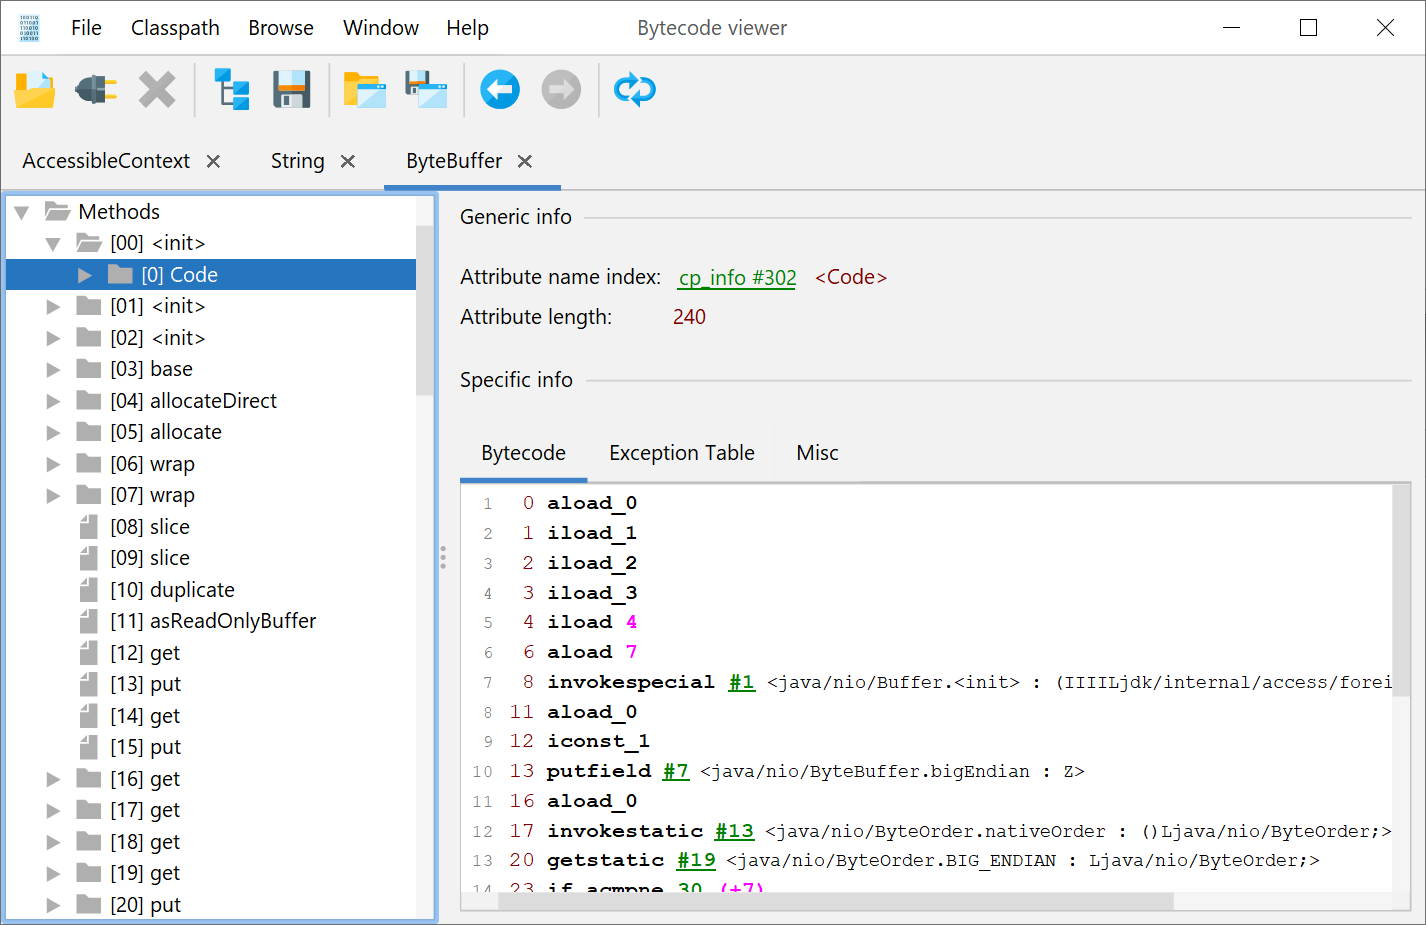 File Classpath Browse Window Help Bytecode viewer
AccessibleContext String ByteBuffer
Methods
[00] <init>
[0] Code
[01] <init>
[02] <init>
[03] base
[04] allocateDirect
[05] allocate
[06] wrap
[07] wrap
[08] slice
[09] slice
[10] duplicate
[11] asReadOnlyBuffer
[12] get
[13] put
[14] get
[15] put
[16] get
[17] get
[18] get
[19] get
[20] put
Generic info
Attribute name index: cp_info #302 <Code>
Attribute length: 240
Specific info
Bytecode Exception Table Misc
1 0 aload_0
2 1 iload_1
3 2 iload_2
4 3 iload_3
5 4 iload 4
6 6 aload 7
7 8 invokespecial #1 <java/nio/Buffer.<init> : (IIIILjdk/internal/access/forei
8 11 aload_0
9 12 iconst_1
10 13 putfield #7 <java/nio/ByteBuffer.bigEndian : Z>
11 16 aload_0
12 17 invokestatic #13 <java/nio/ByteOrder.nativeOrder : ()Ljava/nio/ByteOrder;>
13 20 getstatic #19 <java/nio/ByteOrder.BIG_ENDIAN : Ljava/nio/ByteOrder;>
14 23 if_acmpne 30 (+7)